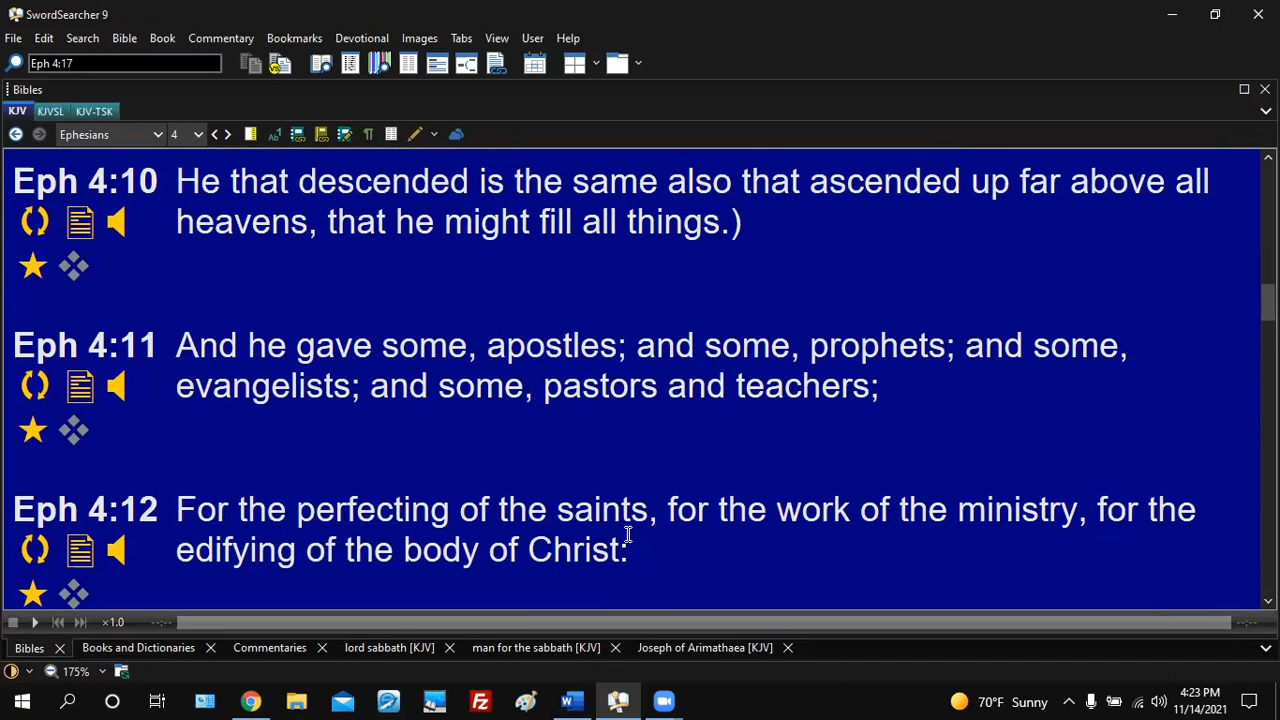 SwordSearcher 9
File Edit Search Bible Book Commentary Bookmarks Devotional Images Tabs View User Help
Eph 4:17
Bibles
KJV KJVSL KJV-TSK
Ephesians 4
Eph 4:10 He that descended is the same also that ascended up far above all
heavens, that he might fill all things.)
Eph 4:11 And he gave some, apostles; and some, prophets; and some,
evangelists; and some, pastors and teachers;
Eph 4:12 For the perfecting of the saints, for the work of the ministry, for the
edifying of the body of Christ:
×1.0 --:-- --:--
Bibles Books and Dictionaries Commentaries lord sabbath [KJV] man for the sabbath [KJV] Joseph of Arimathaea [KJV]
175%
70°F Sunny 4:23 PM
11/14/2021